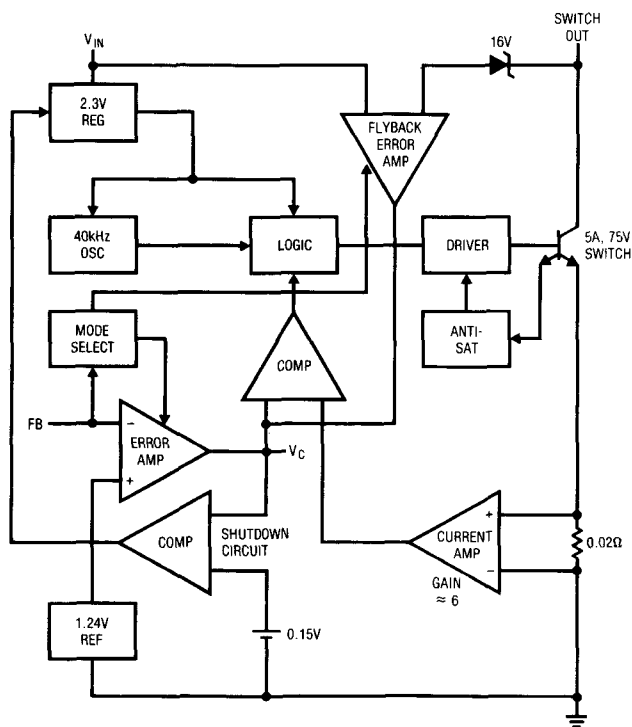 SWITCH
OUT
V_IN
16V
2.3V
REG
FLYBACK
ERROR
AMP
40kHz
OSC
LOGIC
DRIVER
5A, 75V
SWITCH
MODE
SELECT
COMP
ANTI-
SAT
FB
−
ERROR
AMP
+
V_C
COMP
SHUTDOWN
CIRCUIT
+
CURRENT
AMP
−
0.02Ω
GAIN
≈ 6
1.24V
REF
0.15V